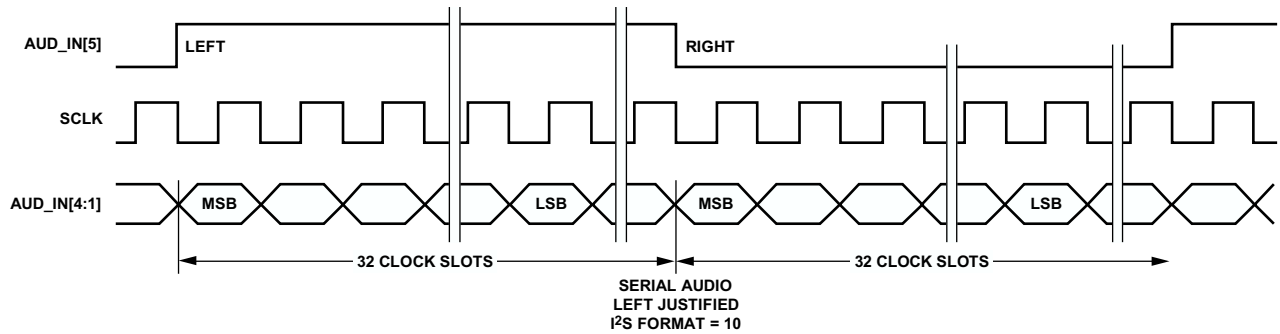 AUD_IN[5]
LEFT
RIGHT
SCLK
AUD_IN[4:1]
MSB
LSB
MSB
LSB
32 CLOCK SLOTS
32 CLOCK SLOTS
SERIAL AUDIO
LEFT JUSTIFIED
I²S FORMAT = 10